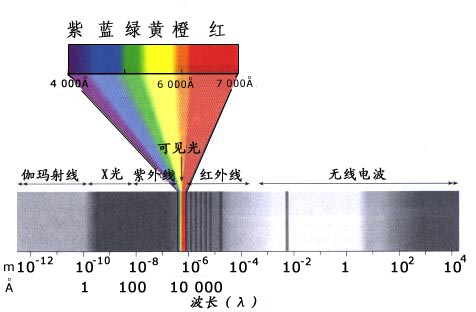 紫 蓝 绿 黄 橙 红
4 000Å 6 000Å 7 000Å
可见光
伽玛射线 X光 紫外线 红外线 无线电波
m 10-12 10-10 10-8 10-6 10-4 10-2 1 102 104
Å 1 100 10 000
波长(λ)